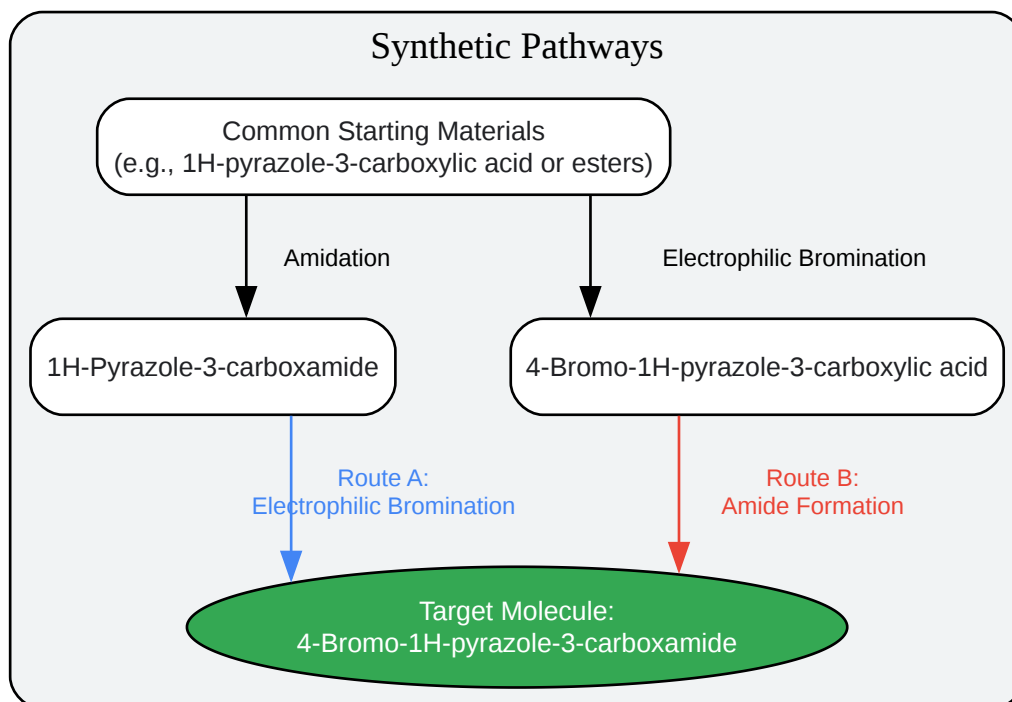 Synthetic Pathways
Common Starting Materials
(e.g., 1H-pyrazole-3-carboxylic acid or esters)
Amidation
Electrophilic Bromination
1H-Pyrazole-3-carboxamide
4-Bromo-1H-pyrazole-3-carboxylic acid
Route A:
Electrophilic Bromination
Route B:
Amide Formation
Target Molecule:
4-Bromo-1H-pyrazole-3-carboxamide